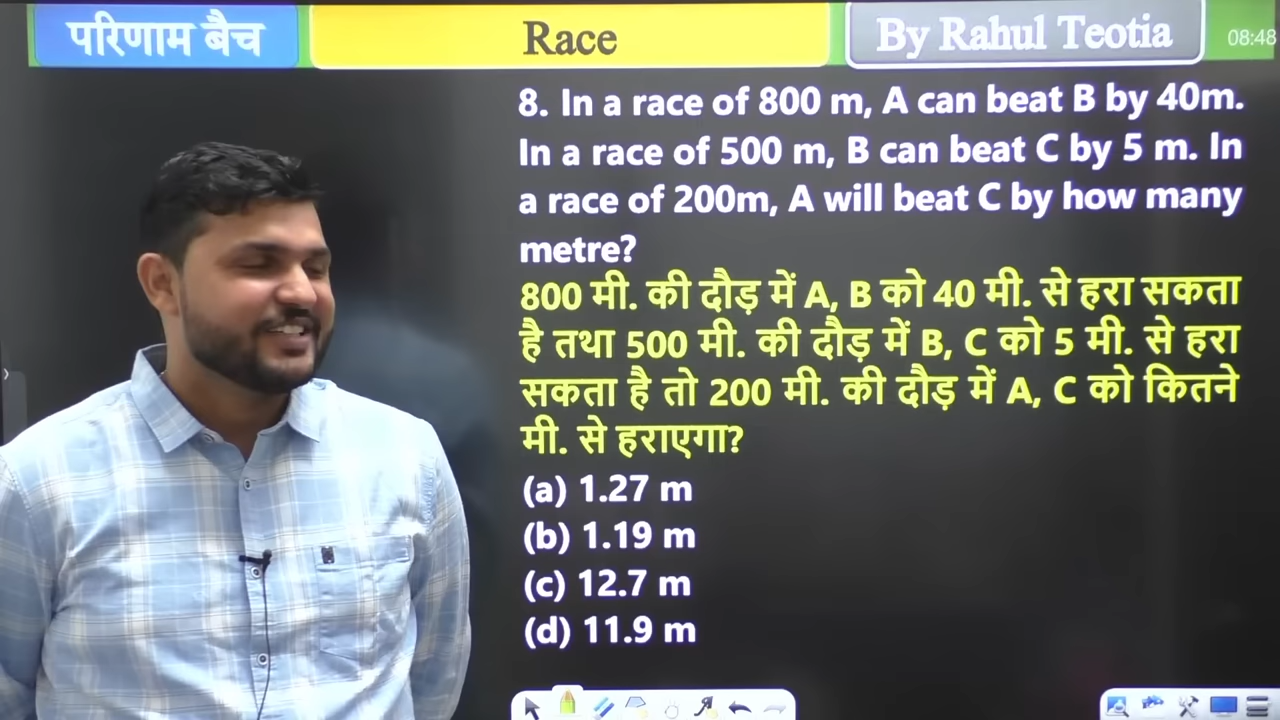 परिणाम बैच
Race
By Rahul Teotia
08:48
8. In a race of 800 m, A can beat B by 40m.
In a race of 500 m, B can beat C by 5 m. In
a race of 200m, A will beat C by how many
metre?
800 मी. की दौड़ में A, B को 40 मी. से हरा सकता
है तथा 500 मी. की दौड़ में B, C को 5 मी. से हरा
सकता है तो 200 मी. की दौड़ में A, C को कितने
मी. से हराएगा?
(a) 1.27 m
(b) 1.19 m
(c) 12.7 m
(d) 11.9 m